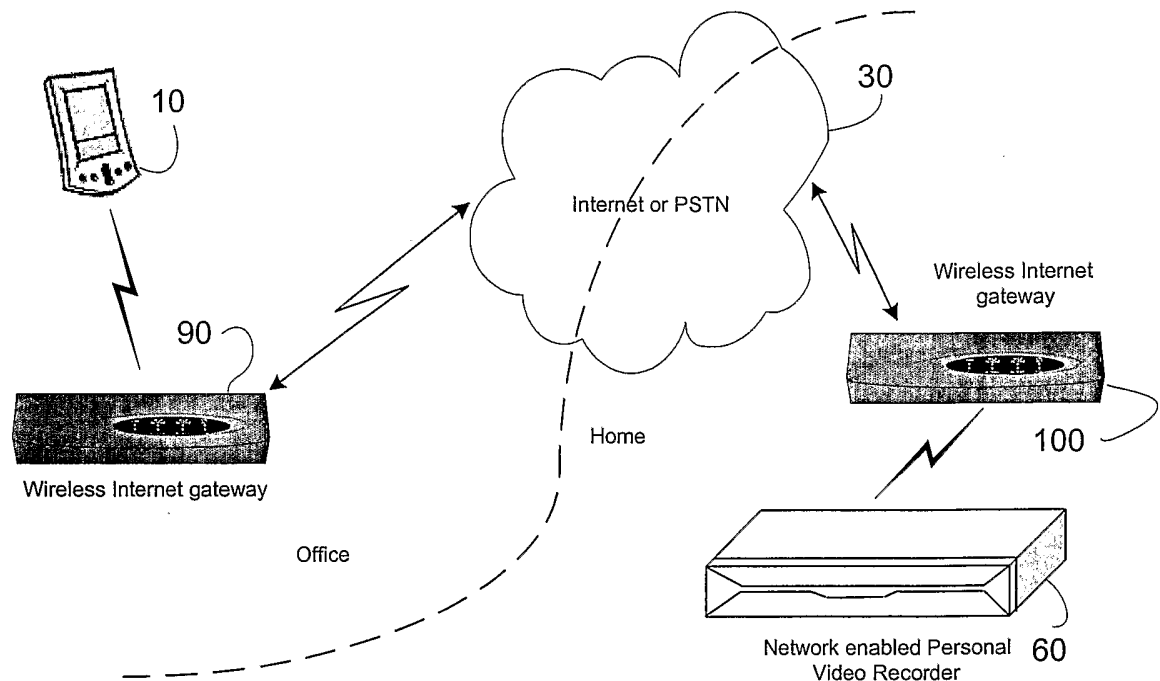 10
30
Internet or PSTN
Wireless Internet
gateway
90
100
Home
Wireless Internet gateway
Office
Network enabled Personal
Video Recorder
60